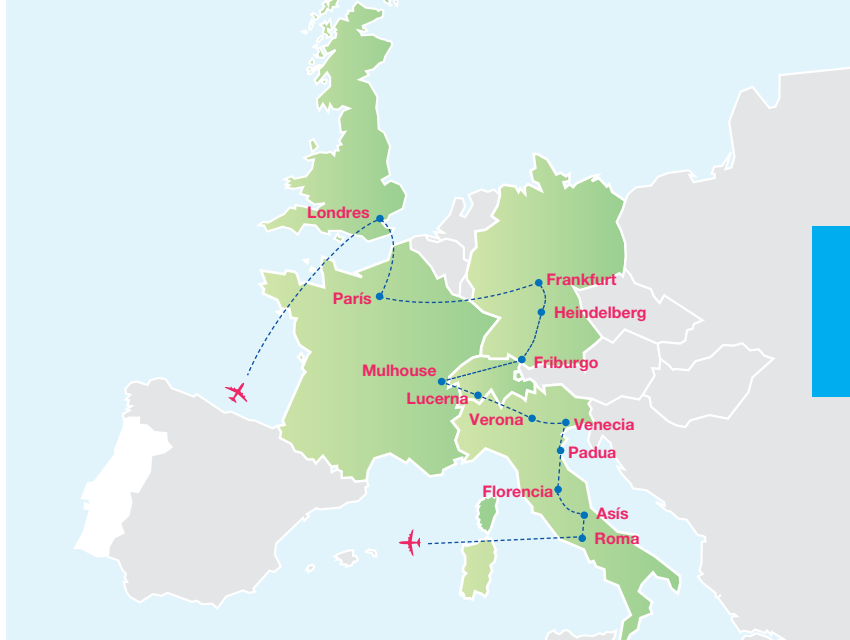 Londres
Frankfurt
París
Heindelberg
Friburgo
Mulhouse
Lucerna
Verona
Venecia
Padua
Florencia
Asís
Roma